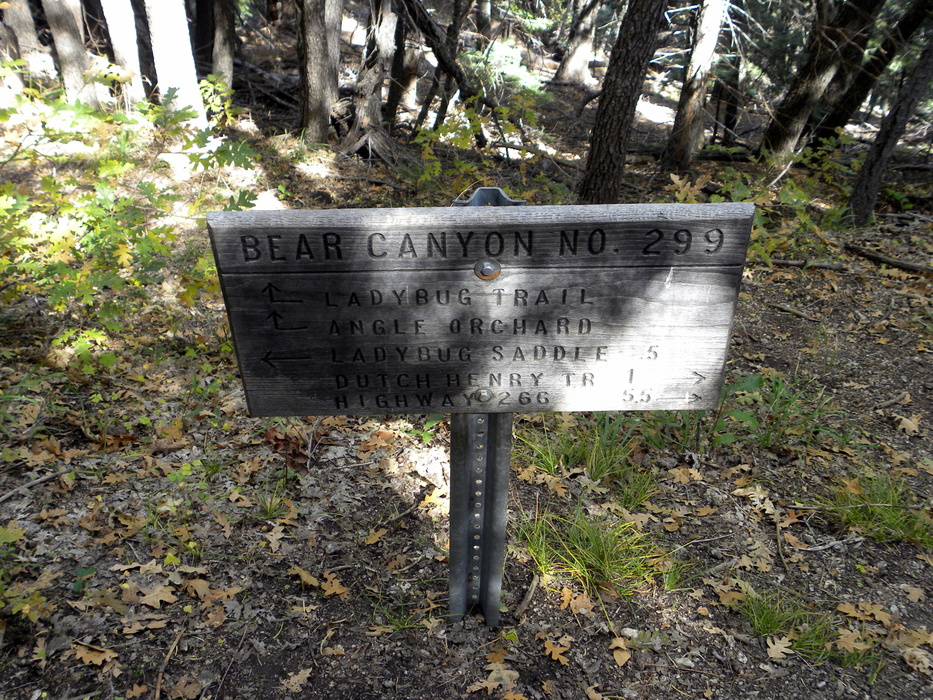 BEAR CANYON NO. 299
LADYBUG TRAIL
ANGLE ORCHARD
LADYBUG SADDLE .5
DUTCH HENRY TR 1
HIGHWAY 266 5.5